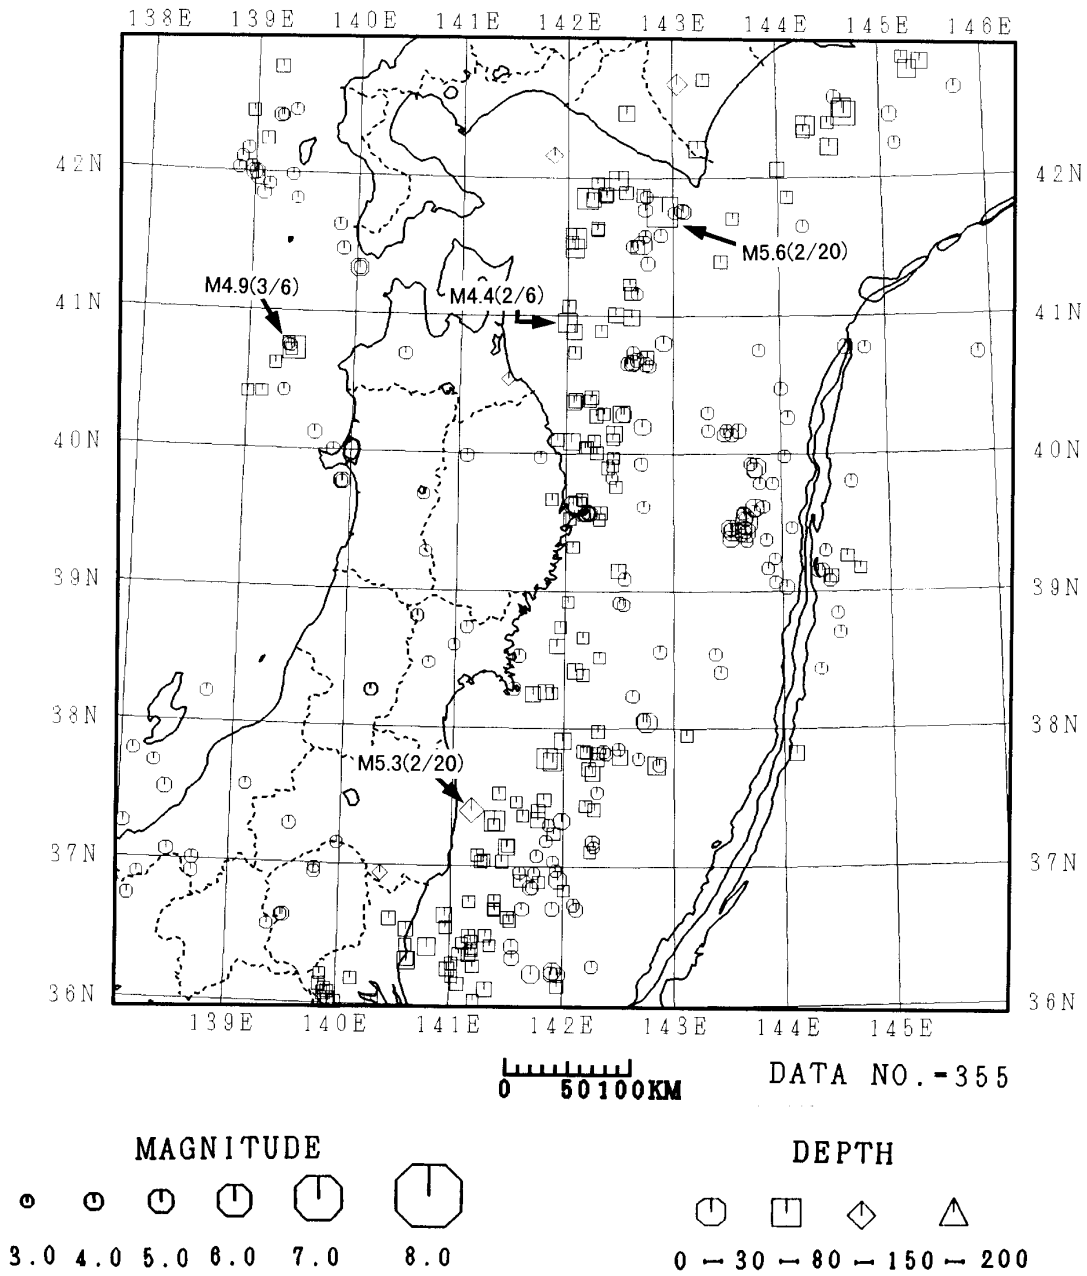 138E 139E 140E 141E 142E 143E 144E 145E 146E
42N 42N
M5.6(2/20)
M4.9(3/6) M4.4(2/6)
41N 41N
40N 40N
39N 39N
38N 38N
M5.3(2/20)
37N 37N
36N 36N
139E 140E 141E 142E 143E 144E 145E
0 50 100KM
DATA NO.=355
MAGNITUDE DEPTH
3.0 4.0 5.0 6.0 7.0 8.0
0 — 30 — 80 — 150 — 200